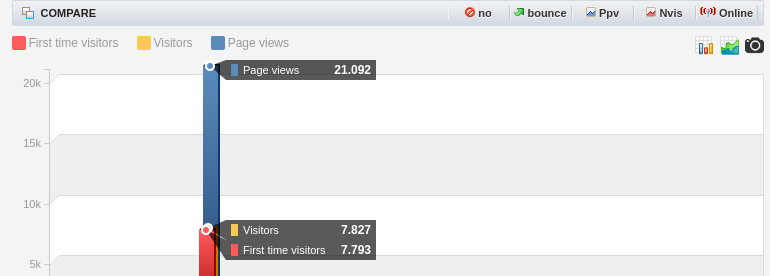 COMPARE
no
bounce
Ppv
Nvis
Online
First time visitors
Visitors
Page views
20k
15k
10k
5k
Page views 21.092
Visitors 7.827
First time visitors 7.793